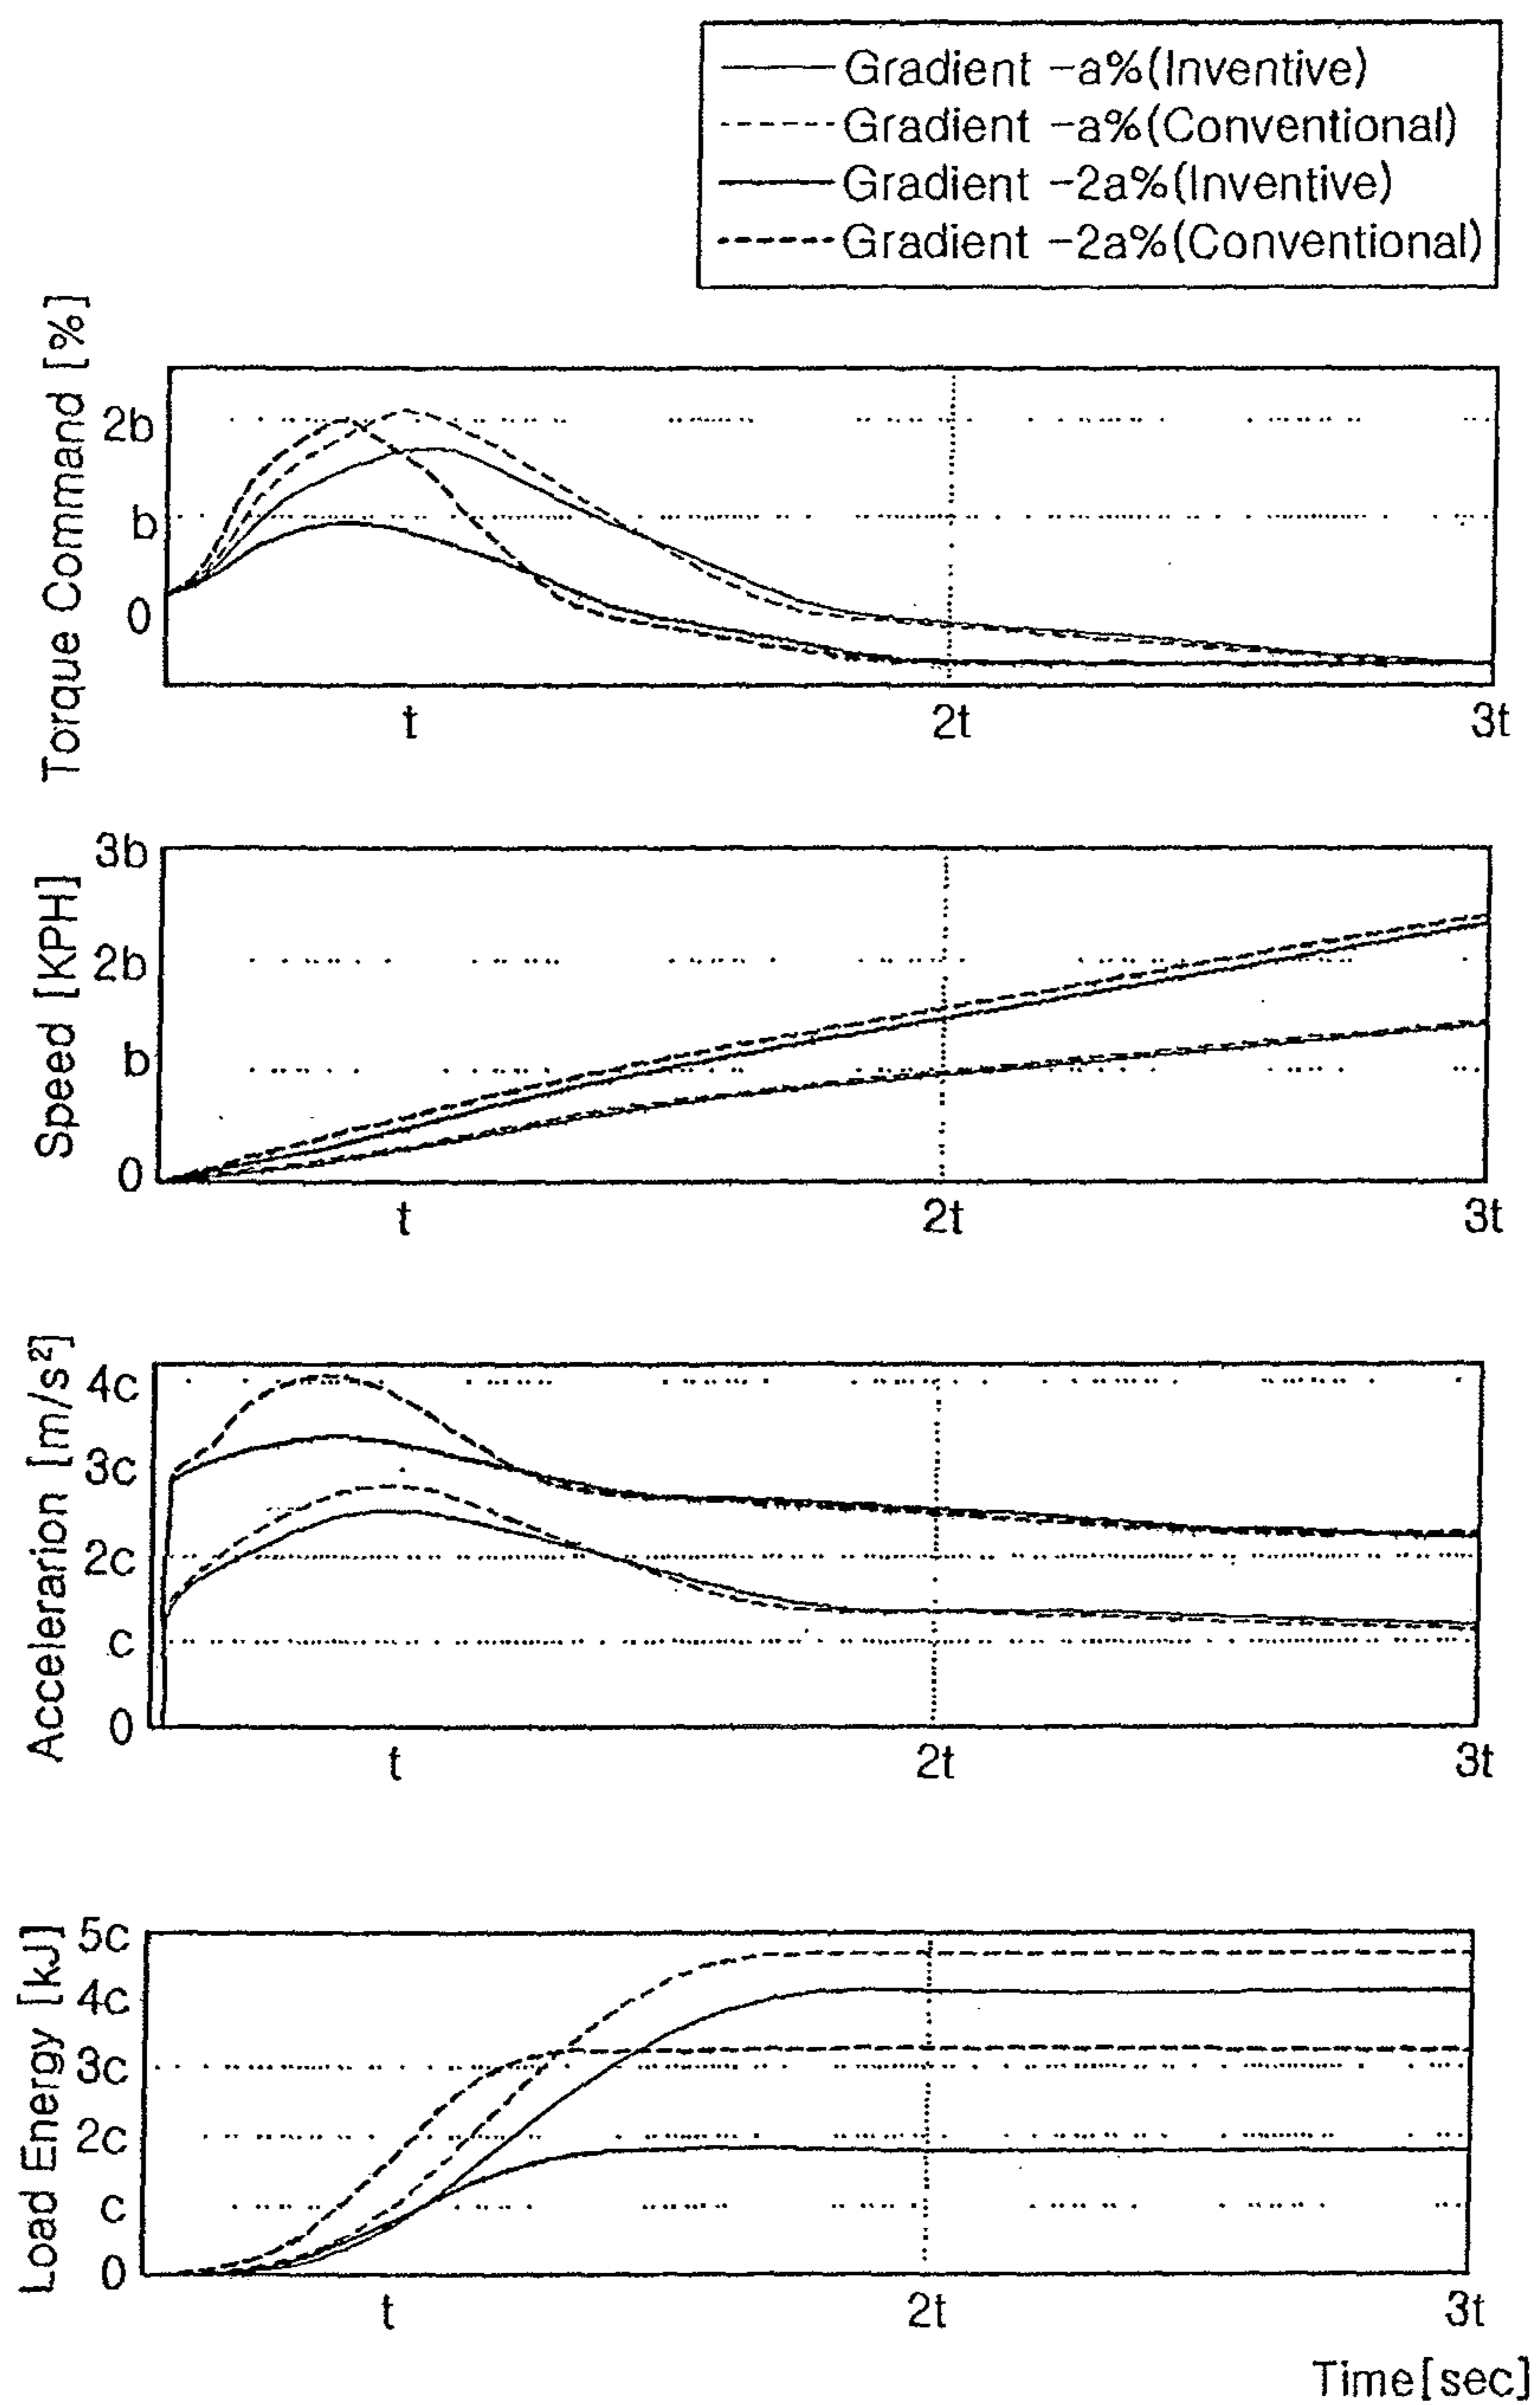 Gradient -a%(Inventive)
Gradient -a%(Conventional)
Gradient -2a%(Inventive)
Gradient -2a%(Conventional)
Torque Command [%]
2b
b
0
t 2t 3t
Speed [KPH]
3b
2b
b
0
t 2t 3t
Accelerarion [m/s²]
4c
3c
2c
c
0
t 2t 3t
Load Energy [kJ]
5c
4c
3c
2c
c
0
t 2t 3t
Time[sec]